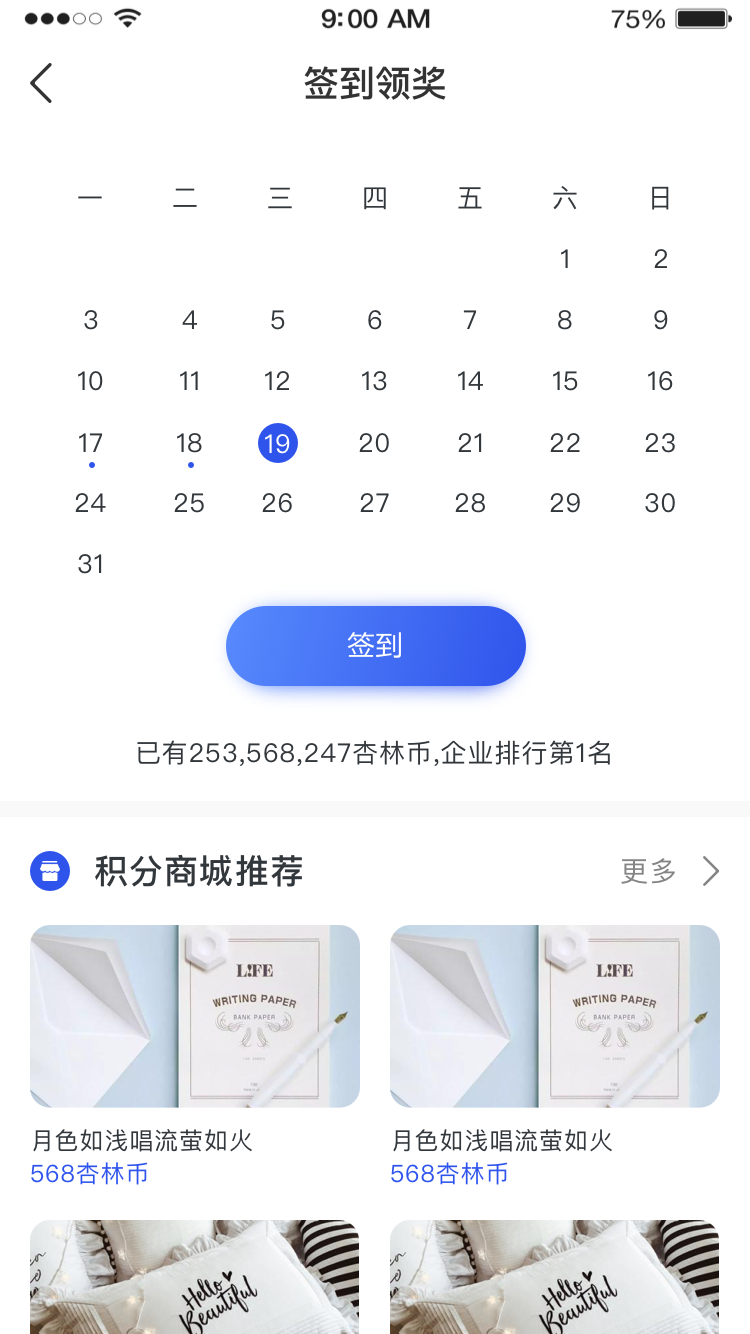 9:00 AM 75%
签到领奖
一 二 三 四 五 六 日
1 2
3 4 5 6 7 8 9
10 11 12 13 14 15 16
17 18 19 20 21 22 23
24 25 26 27 28 29 30
31
签到
已有253,568,247杏林币,企业排行第1名
积分商城推荐 更多
L!FE L!FE
WRITING PAPER WRITING PAPER
BANK PAPER BANK PAPER
月色如浅唱流萤如火 月色如浅唱流萤如火
568杏林币 568杏林币
Hello Hello
Beautiful Beautiful